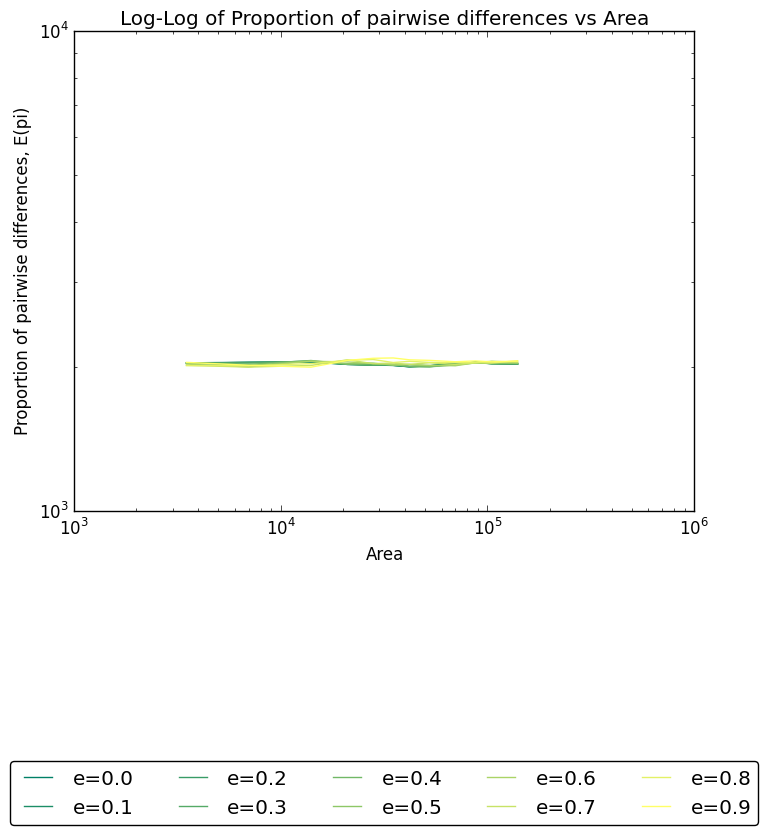 Log-Log of Proportion of pairwise differences vs Area
10^4
Proportion of pairwise differences, E(pi)
10^3
10^3 10^4 10^5 10^6
Area
e=0.0 e=0.2 e=0.4 e=0.6 e=0.8
e=0.1 e=0.3 e=0.5 e=0.7 e=0.9